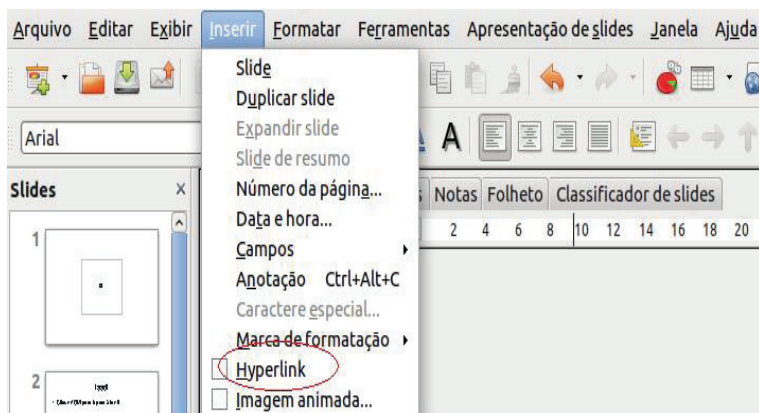 Arquivo Editar Exibir Inserir Formatar Ferramentas Apresentação de slides Janela Ajuda
Slide
Duplicar slide
Expandir slide
Arial
Slide de resumo
Slides
Número da página...
Notas Folheto Classificador de slides
Data e hora...
2 4 6 8 10 12 14 16 18 20
1
Campos
Anotação Ctrl+Alt+C
Caractere especial...
Marca de formatação
Hyperlink
2
Imagem animada...